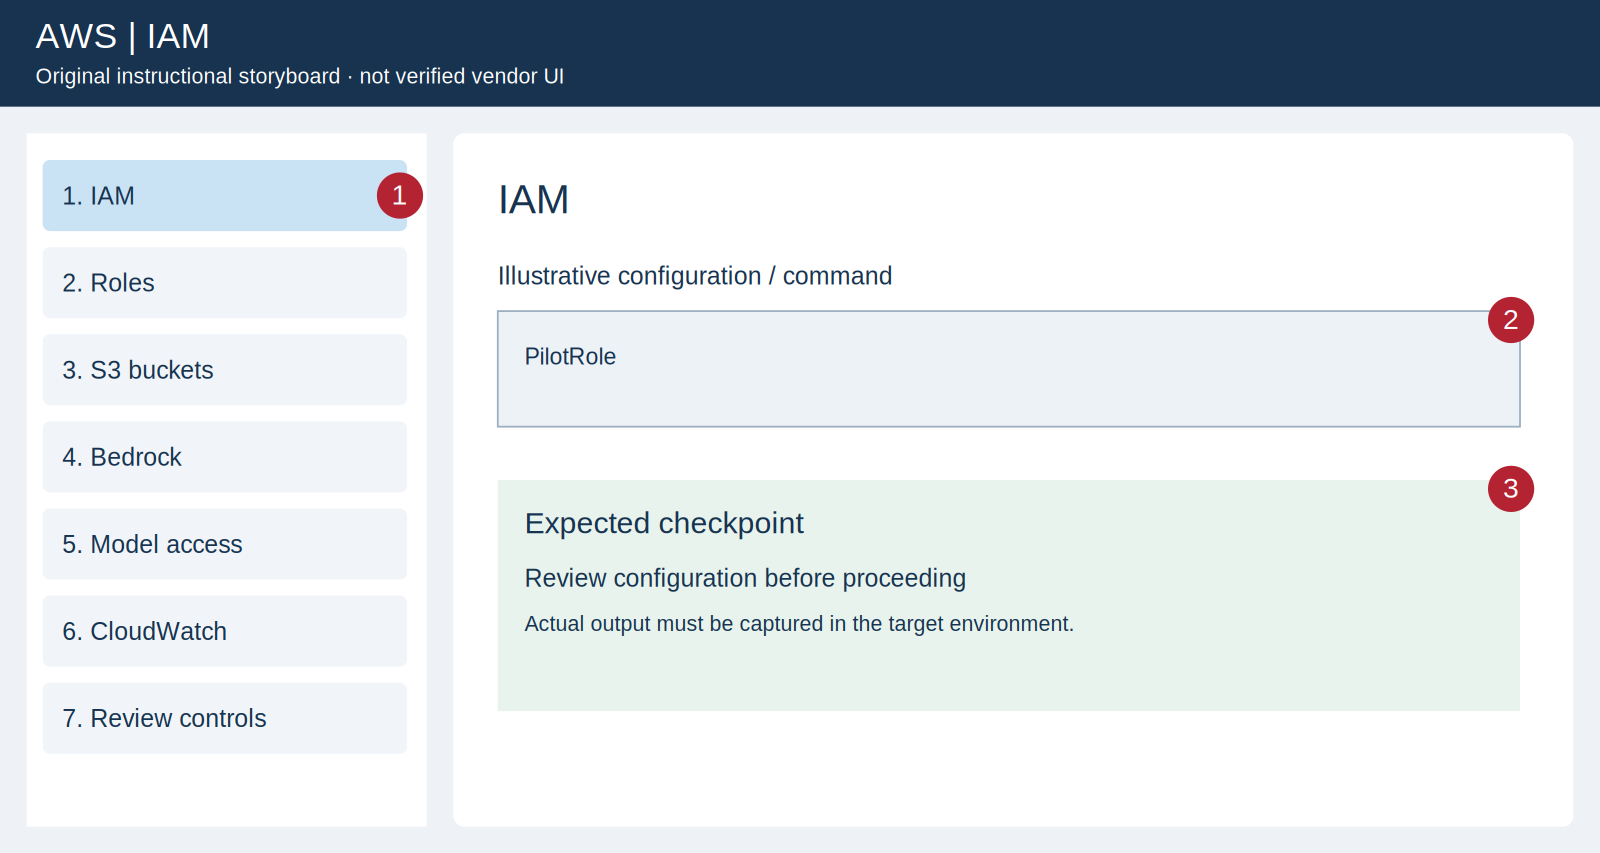 AWS | IAM
Original instructional storyboard · not verified vendor UI
1. IAM
1
2. Roles
3. S3 buckets
4. Bedrock
5. Model access
6. CloudWatch
7. Review controls
IAM
Illustrative configuration / command
2
PilotRole
3
Expected checkpoint
Review configuration before proceeding
Actual output must be captured in the target environment.